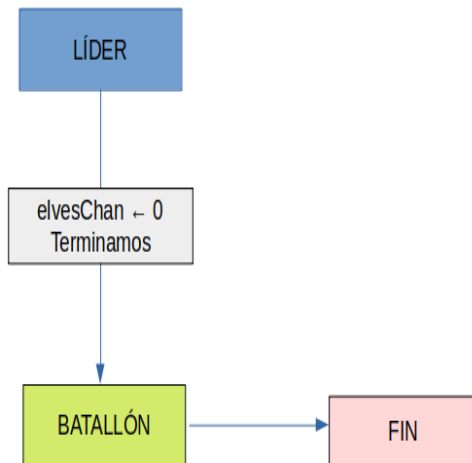 LÍDER
elvesChan ← 0
Terminamos
BATALLÓN
FIN